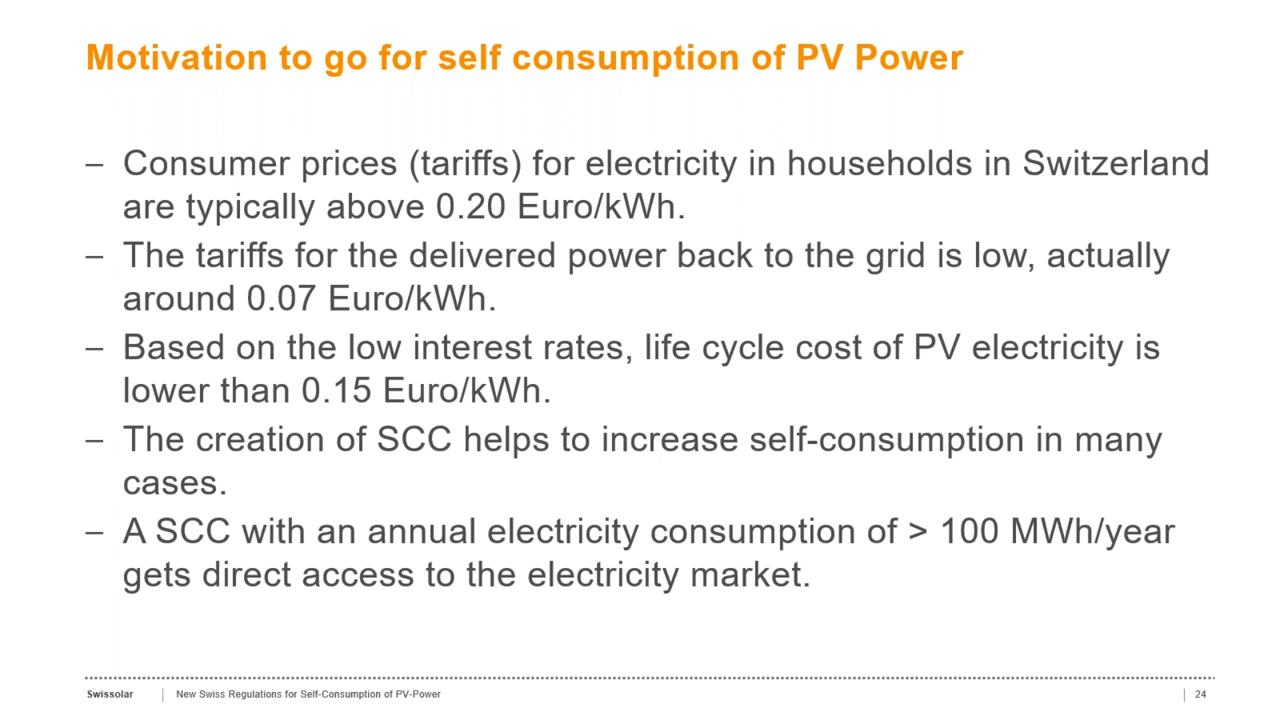 Motivation to go for self consumption of PV Power
– Consumer prices (tariffs) for electricity in households in Switzerland
are typically above 0.20 Euro/kWh.
– The tariffs for the delivered power back to the grid is low, actually
around 0.07 Euro/kWh.
– Based on the low interest rates, life cycle cost of PV electricity is
lower than 0.15 Euro/kWh.
– The creation of SCC helps to increase self-consumption in many
cases.
– A SCC with an annual electricity consumption of > 100 MWh/year
gets direct access to the electricity market.
Swissolar | New Swiss Regulations for Self-Consumption of PV-Power | 24